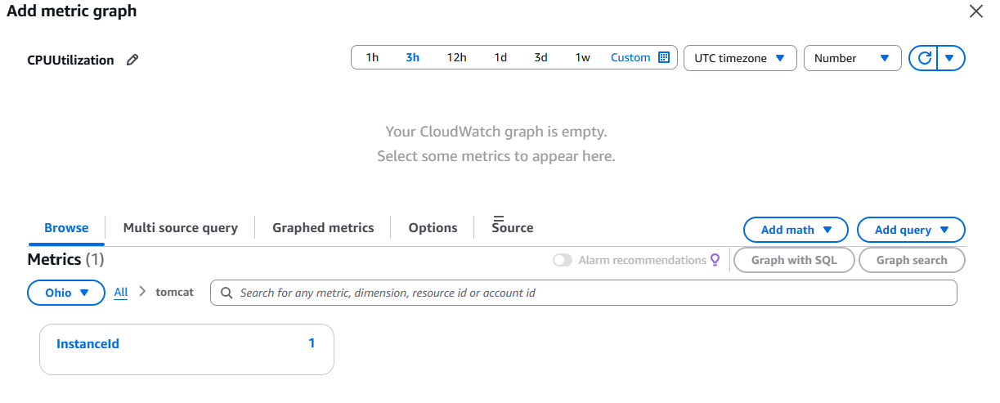 Add metric graph
CPUUtilization 1h 3h 12h 1d 3d 1w Custom UTC timezone Number
Your CloudWatch graph is empty.
Select some metrics to appear here.
Browse Multi source query Graphed metrics Options Source Add math Add query
Metrics (1) Alarm recommendations Graph with SQL Graph search
Ohio All tomcat Search for any metric, dimension, resource id or account id
InstanceId 1